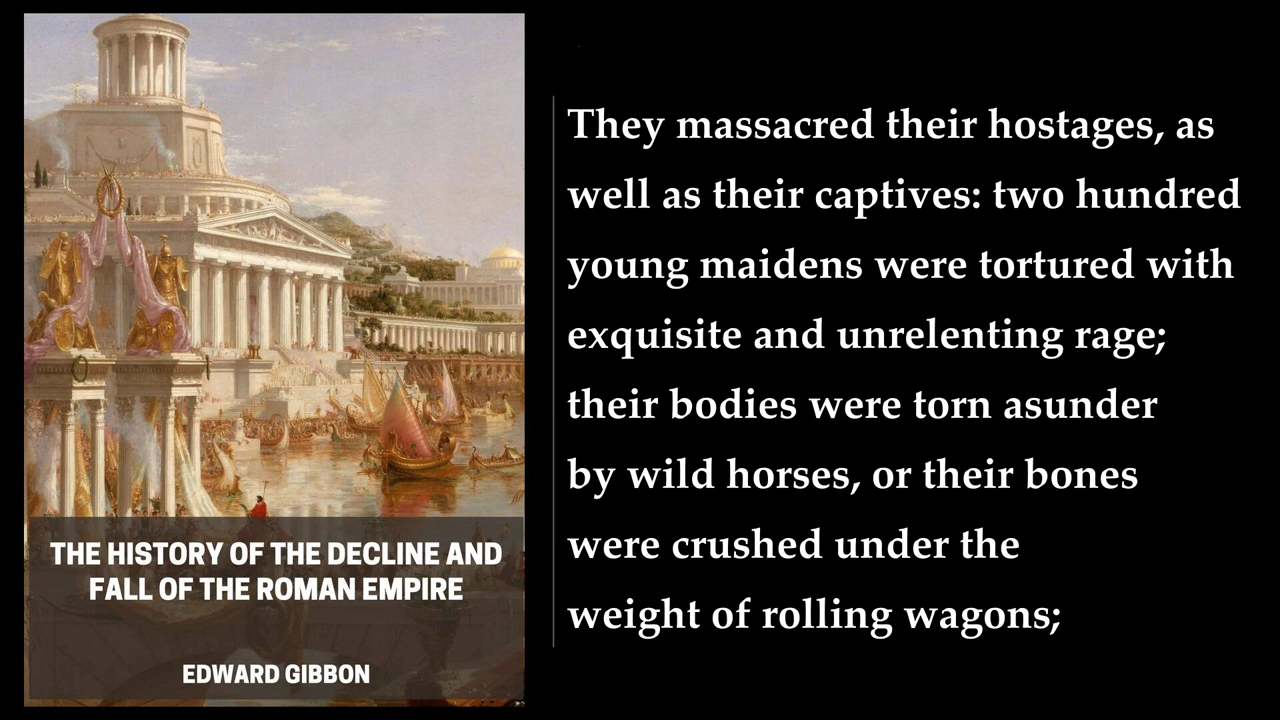 THE HISTORY OF THE DECLINE AND
FALL OF THE ROMAN EMPIRE
EDWARD GIBBON
They massacred their hostages, as
well as their captives: two hundred
young maidens were tortured with
exquisite and unrelenting rage;
their bodies were torn asunder
by wild horses, or their bones
were crushed under the
weight of rolling wagons;